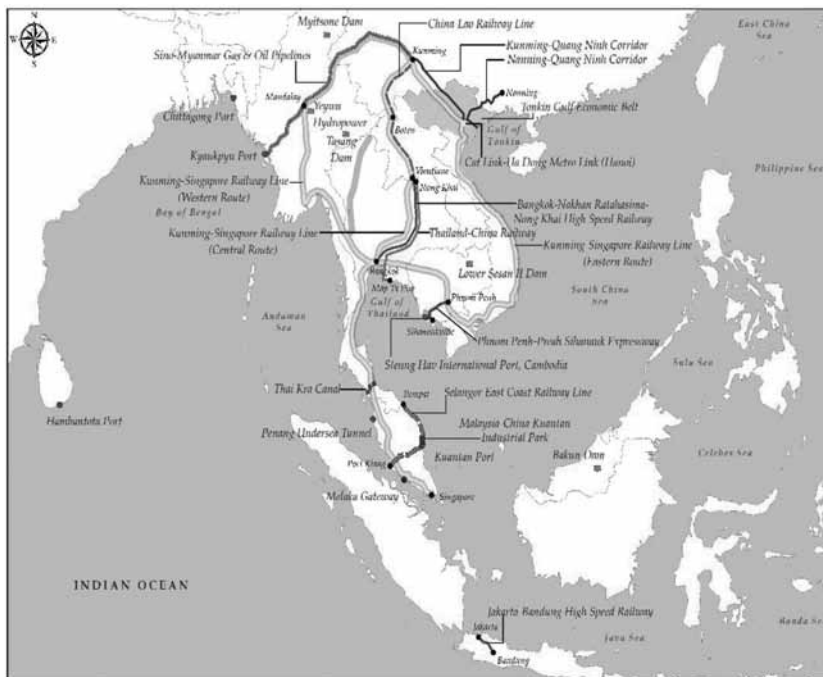 N
W E
S
Myitsone Dam
China Lao Railway Line
East China
Sea
Sino-Myanmar Gas & Oil Pipelines
Kunming
Kunming-Quang Ninh Corridor
Nanning-Quang Ninh Corridor
Nanning
Mandalay
Chittagong Port
Yeywa
Hydropower
Tasang
Dam
Boten
Tonkin Gulf Economic Belt
Gulf of
Tonkin
Cat Link-Ha Dong Metro Link (Hanoi)
Kyaukpyu Port
Kunming-Singapore Railway Line
(Western Route)
Bay of Bengel
Vientiane
Nong Khai
Philippine Sea
Bangkok-Nokhan Ratahasima-
Nong Khai High Speed Railway
Kunming-Singapore Railway Line
(Central Route)
Thailand-China Railway
Kunming Singapore Railway Line
(Eastern Route)
Bangkok
Map Ta Put
Lower Sesan II Dam
Gulf of
Andaman
Sea
Phnom Penh
South China
Sea
Sihanoukville
Phnom Penh-Preah Sihanouk Expressway
Steung Hav International Port, Cambodia
Sulu Sea
Thai Kra Canal
Selangor East Coast Railway Line
Hambantota Port
Penang Undersea Tunnel
Malaysia China Kuantan
Industrial Park
Kuantan Port
Port Klang
Bakun Dam
Celebes Sea
Melaka Gateway
Singapore
INDIAN OCEAN
Jakarta Bandung High Speed Railway
Jakarta
Java Sea
Banda Sea
Bandung